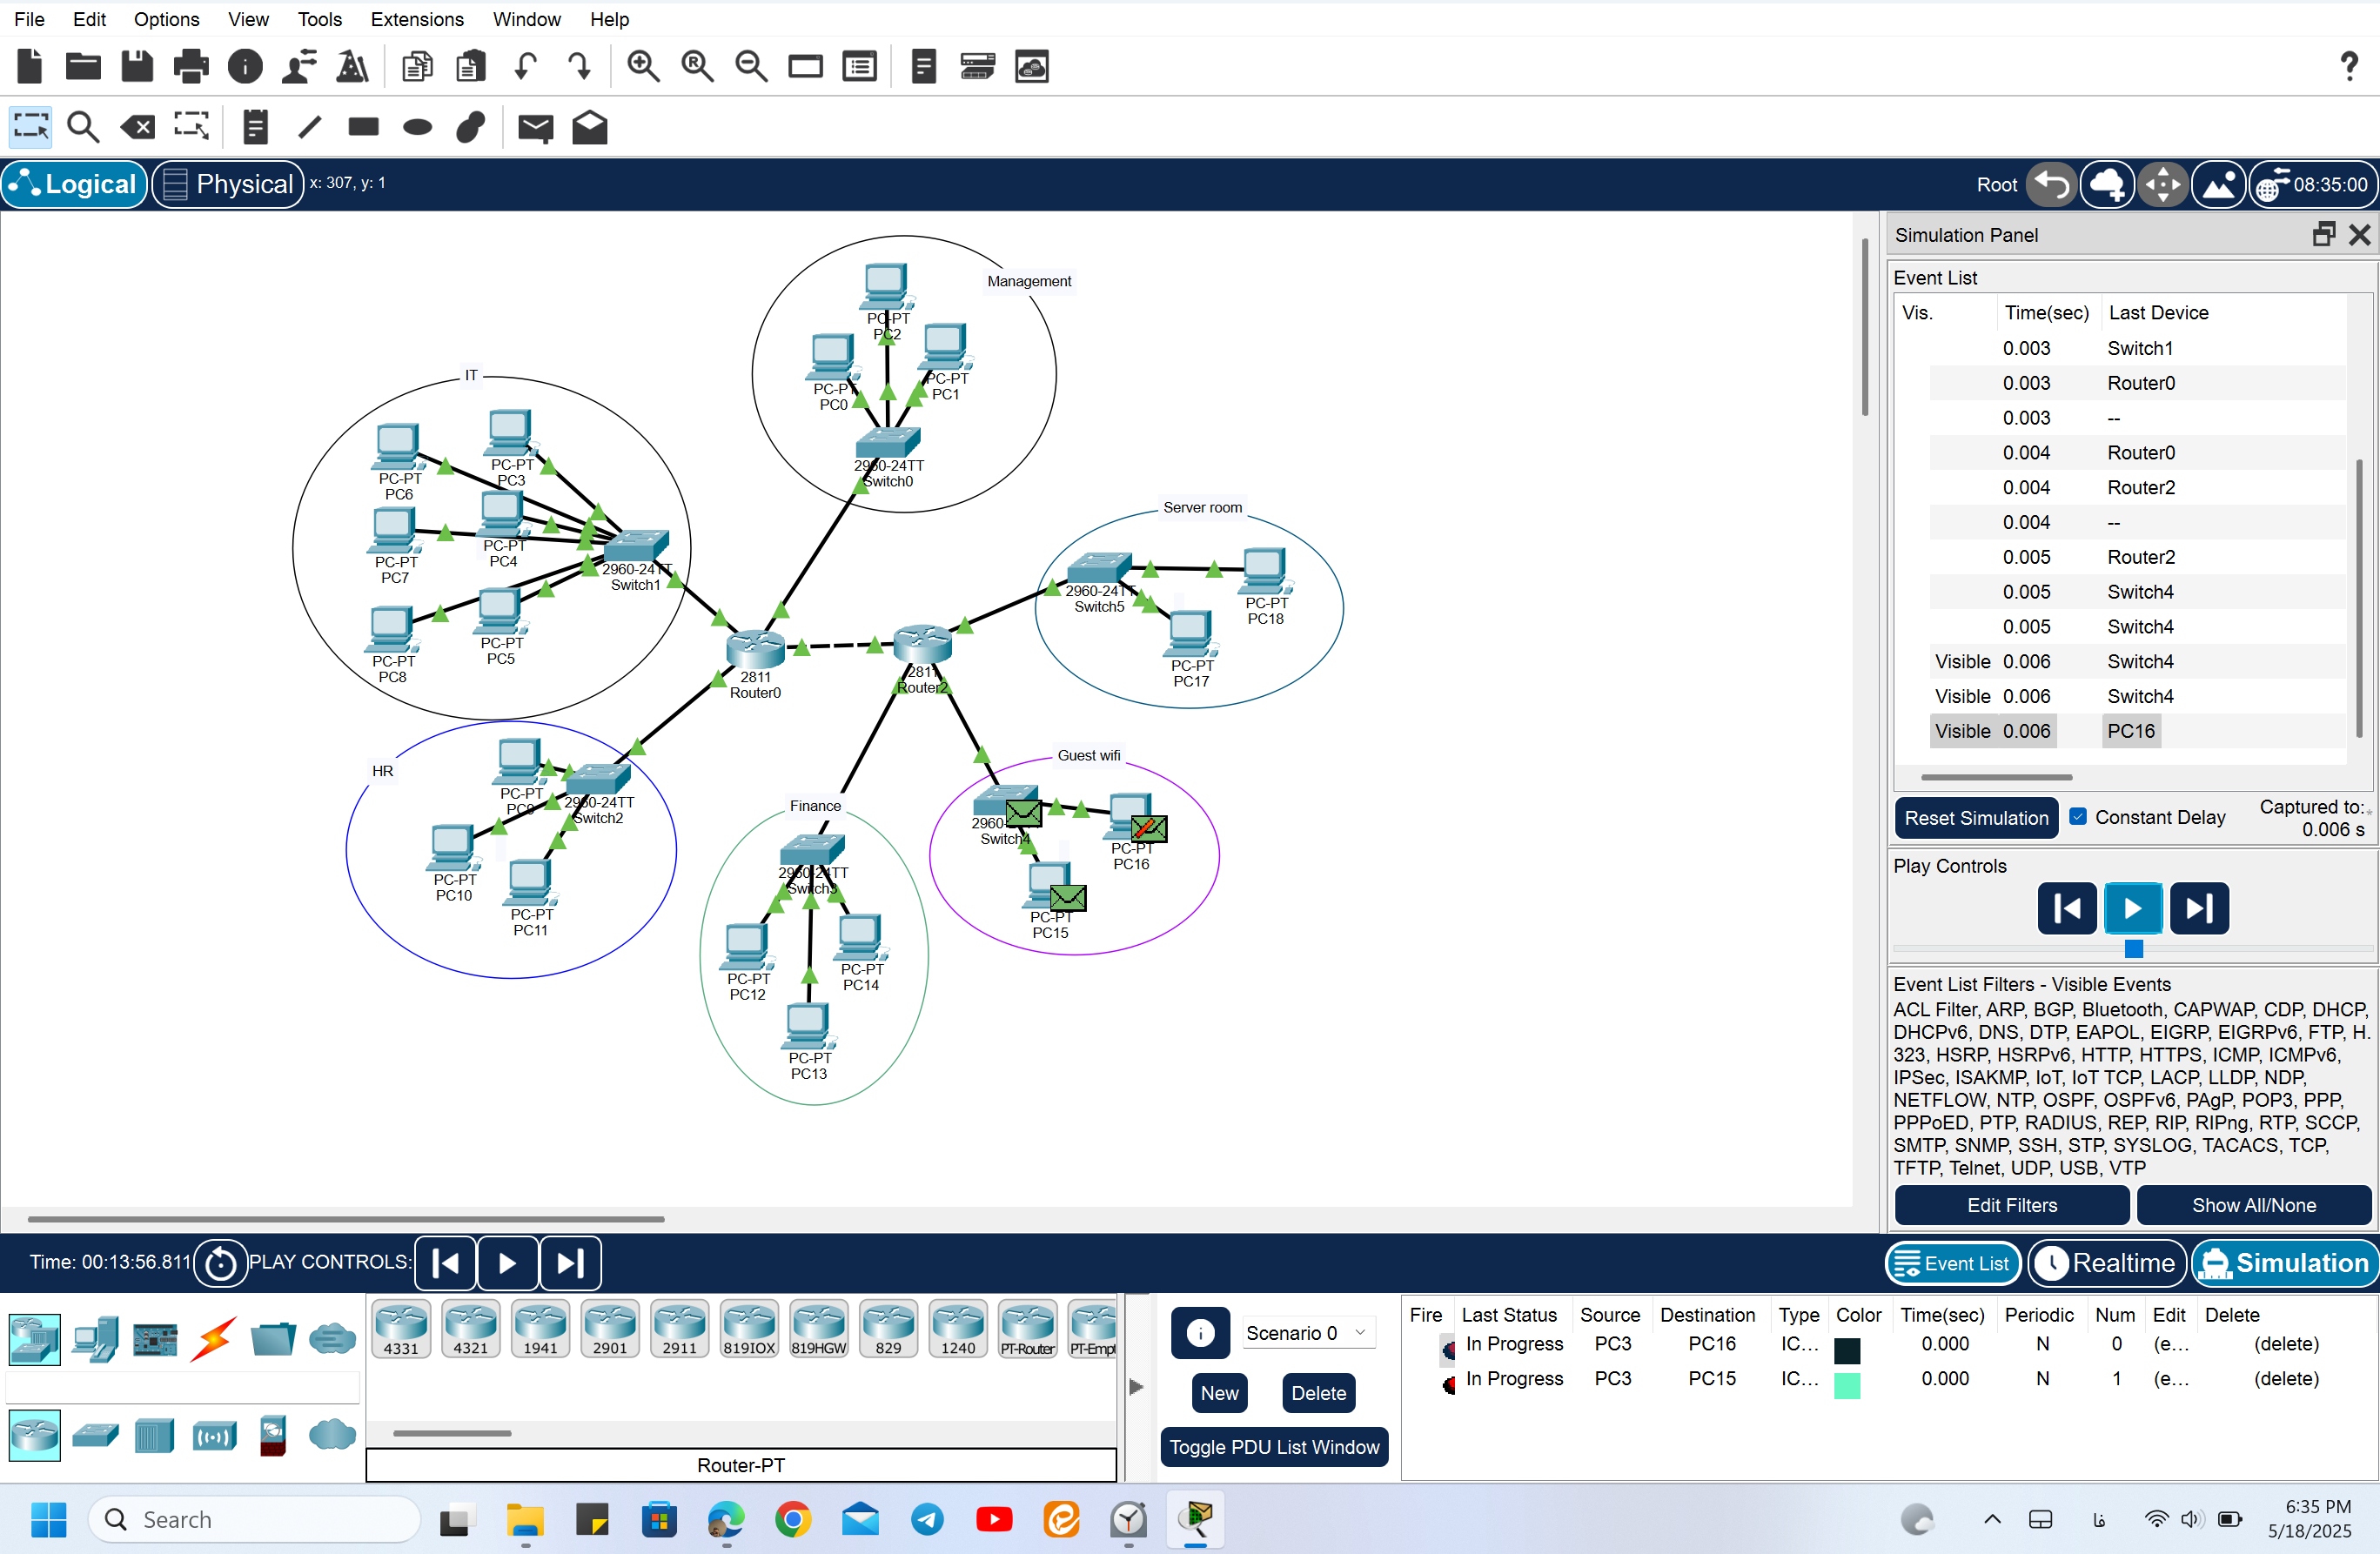 File Edit Options View Tools Extensions Window Help
Logical Physical x: 307, y: 1 Root 08:35:00
Management
PC-PT
PC2
PC-PT
PC0
PC-PT
PC1
2960-24TT
Switch0
IT
PC-PT
PC6
PC-PT
PC3
PC-PT
PC7
PC-PT
PC4
PC-PT
PC8
PC-PT
PC5
2960-24TT
Switch1
Server room
2960-24TT
Switch5
PC-PT
PC18
PC-PT
PC17
2811
Router0
2811
Router2
HR
PC-PT
PC9
2960-24TT
Switch2
PC-PT
PC10
PC-PT
PC11
Finance
2960-24TT
Switch3
PC-PT
PC12
PC-PT
PC14
PC-PT
PC13
Guest wifi
2960-
Switch4
PC-PT
PC16
PC-PT
PC15
Simulation Panel
Event List
Vis. Time(sec) Last Device
0.003 Switch1
0.003 Router0
0.003 --
0.004 Router0
0.004 Router2
0.004 --
0.005 Router2
0.005 Switch4
0.005 Switch4
Visible 0.006 Switch4
Visible 0.006 Switch4
Visible 0.006 PC16
Reset Simulation Constant Delay Captured to:*
0.006 s
Play Controls
Event List Filters - Visible Events
ACL Filter, ARP, BGP, Bluetooth, CAPWAP, CDP, DHCP,
DHCPv6, DNS, DTP, EAPOL, EIGRP, EIGRPv6, FTP, H.
323, HSRP, HSRPv6, HTTP, HTTPS, ICMP, ICMPv6,
IPSec, ISAKMP, IoT, IoT TCP, LACP, LLDP, NDP,
NETFLOW, NTP, OSPF, OSPFv6, PAgP, POP3, PPP,
PPPoED, PTP, RADIUS, REP, RIP, RIPng, RTP, SCCP,
SMTP, SNMP, SSH, STP, SYSLOG, TACACS, TCP,
TFTP, Telnet, UDP, USB, VTP
Edit Filters Show All/None
Time: 00:13:56.811 PLAY CONTROLS: Event List Realtime Simulation
4331 4321 1941 2901 2911 819IOX 819HGW 829 1240 PT-Router PT-Empt
Router-PT
Scenario 0
New Delete
Toggle PDU List Window
Fire Last Status Source Destination Type Color Time(sec) Periodic Num Edit Delete
In Progress PC3 PC16 IC... 0.000 N 0 (e... (delete)
In Progress PC3 PC15 IC... 0.000 N 1 (e... (delete)
Search
فا
6:35 PM
5/18/2025